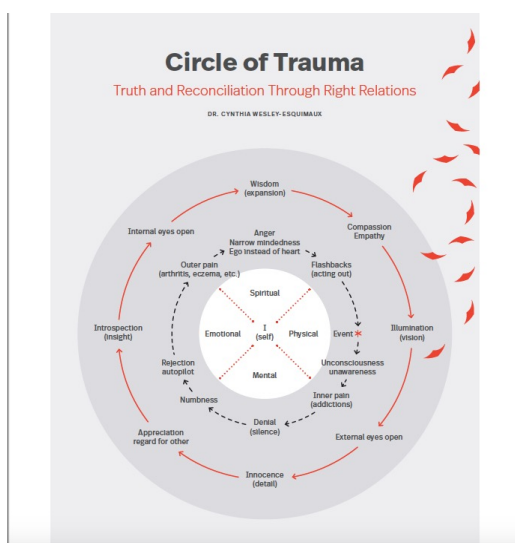 Circle of Trauma
Truth and Reconciliation Through Right Relations
DR. CYNTHIA WESLEY-ESQUIMAUX
Wisdom
(expansion)
Internal eyes open
Compassion
Empathy
Anger
Narrow mindedness
Ego instead of heart
Outer pain
(arthritis, eczema, etc.)
Flashbacks
(acting out)
Spiritual
Introspection
(insight)
Emotional
I
(self)
Physical
Event *
Illumination
(vision)
Rejection
autopilot
Mental
Unconsciousness
unawareness
Numbness
Inner pain
(addictions)
Denial
(silence)
Appreciation
regard for other
External eyes open
Innocence
(detail)